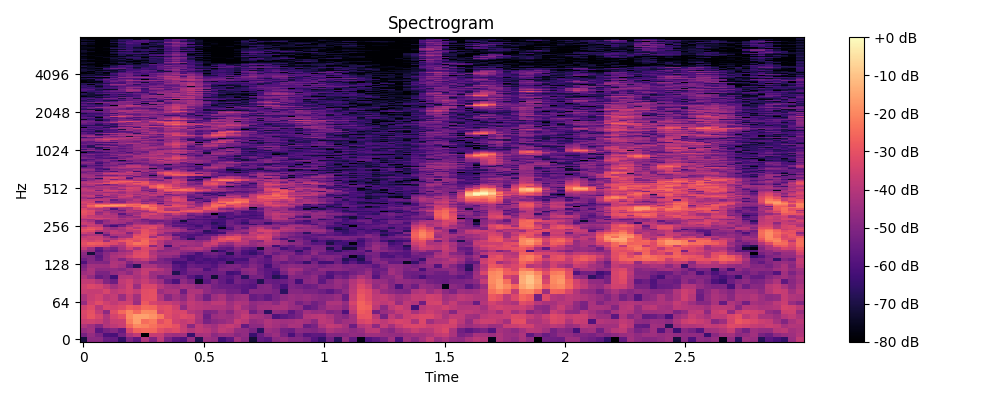 Spectrogram
Hz
4096
2048
1024
512
256
128
64
0
0
0.5
1
1.5
2
2.5
Time
+0 dB
-10 dB
-20 dB
-30 dB
-40 dB
-50 dB
-60 dB
-70 dB
-80 dB